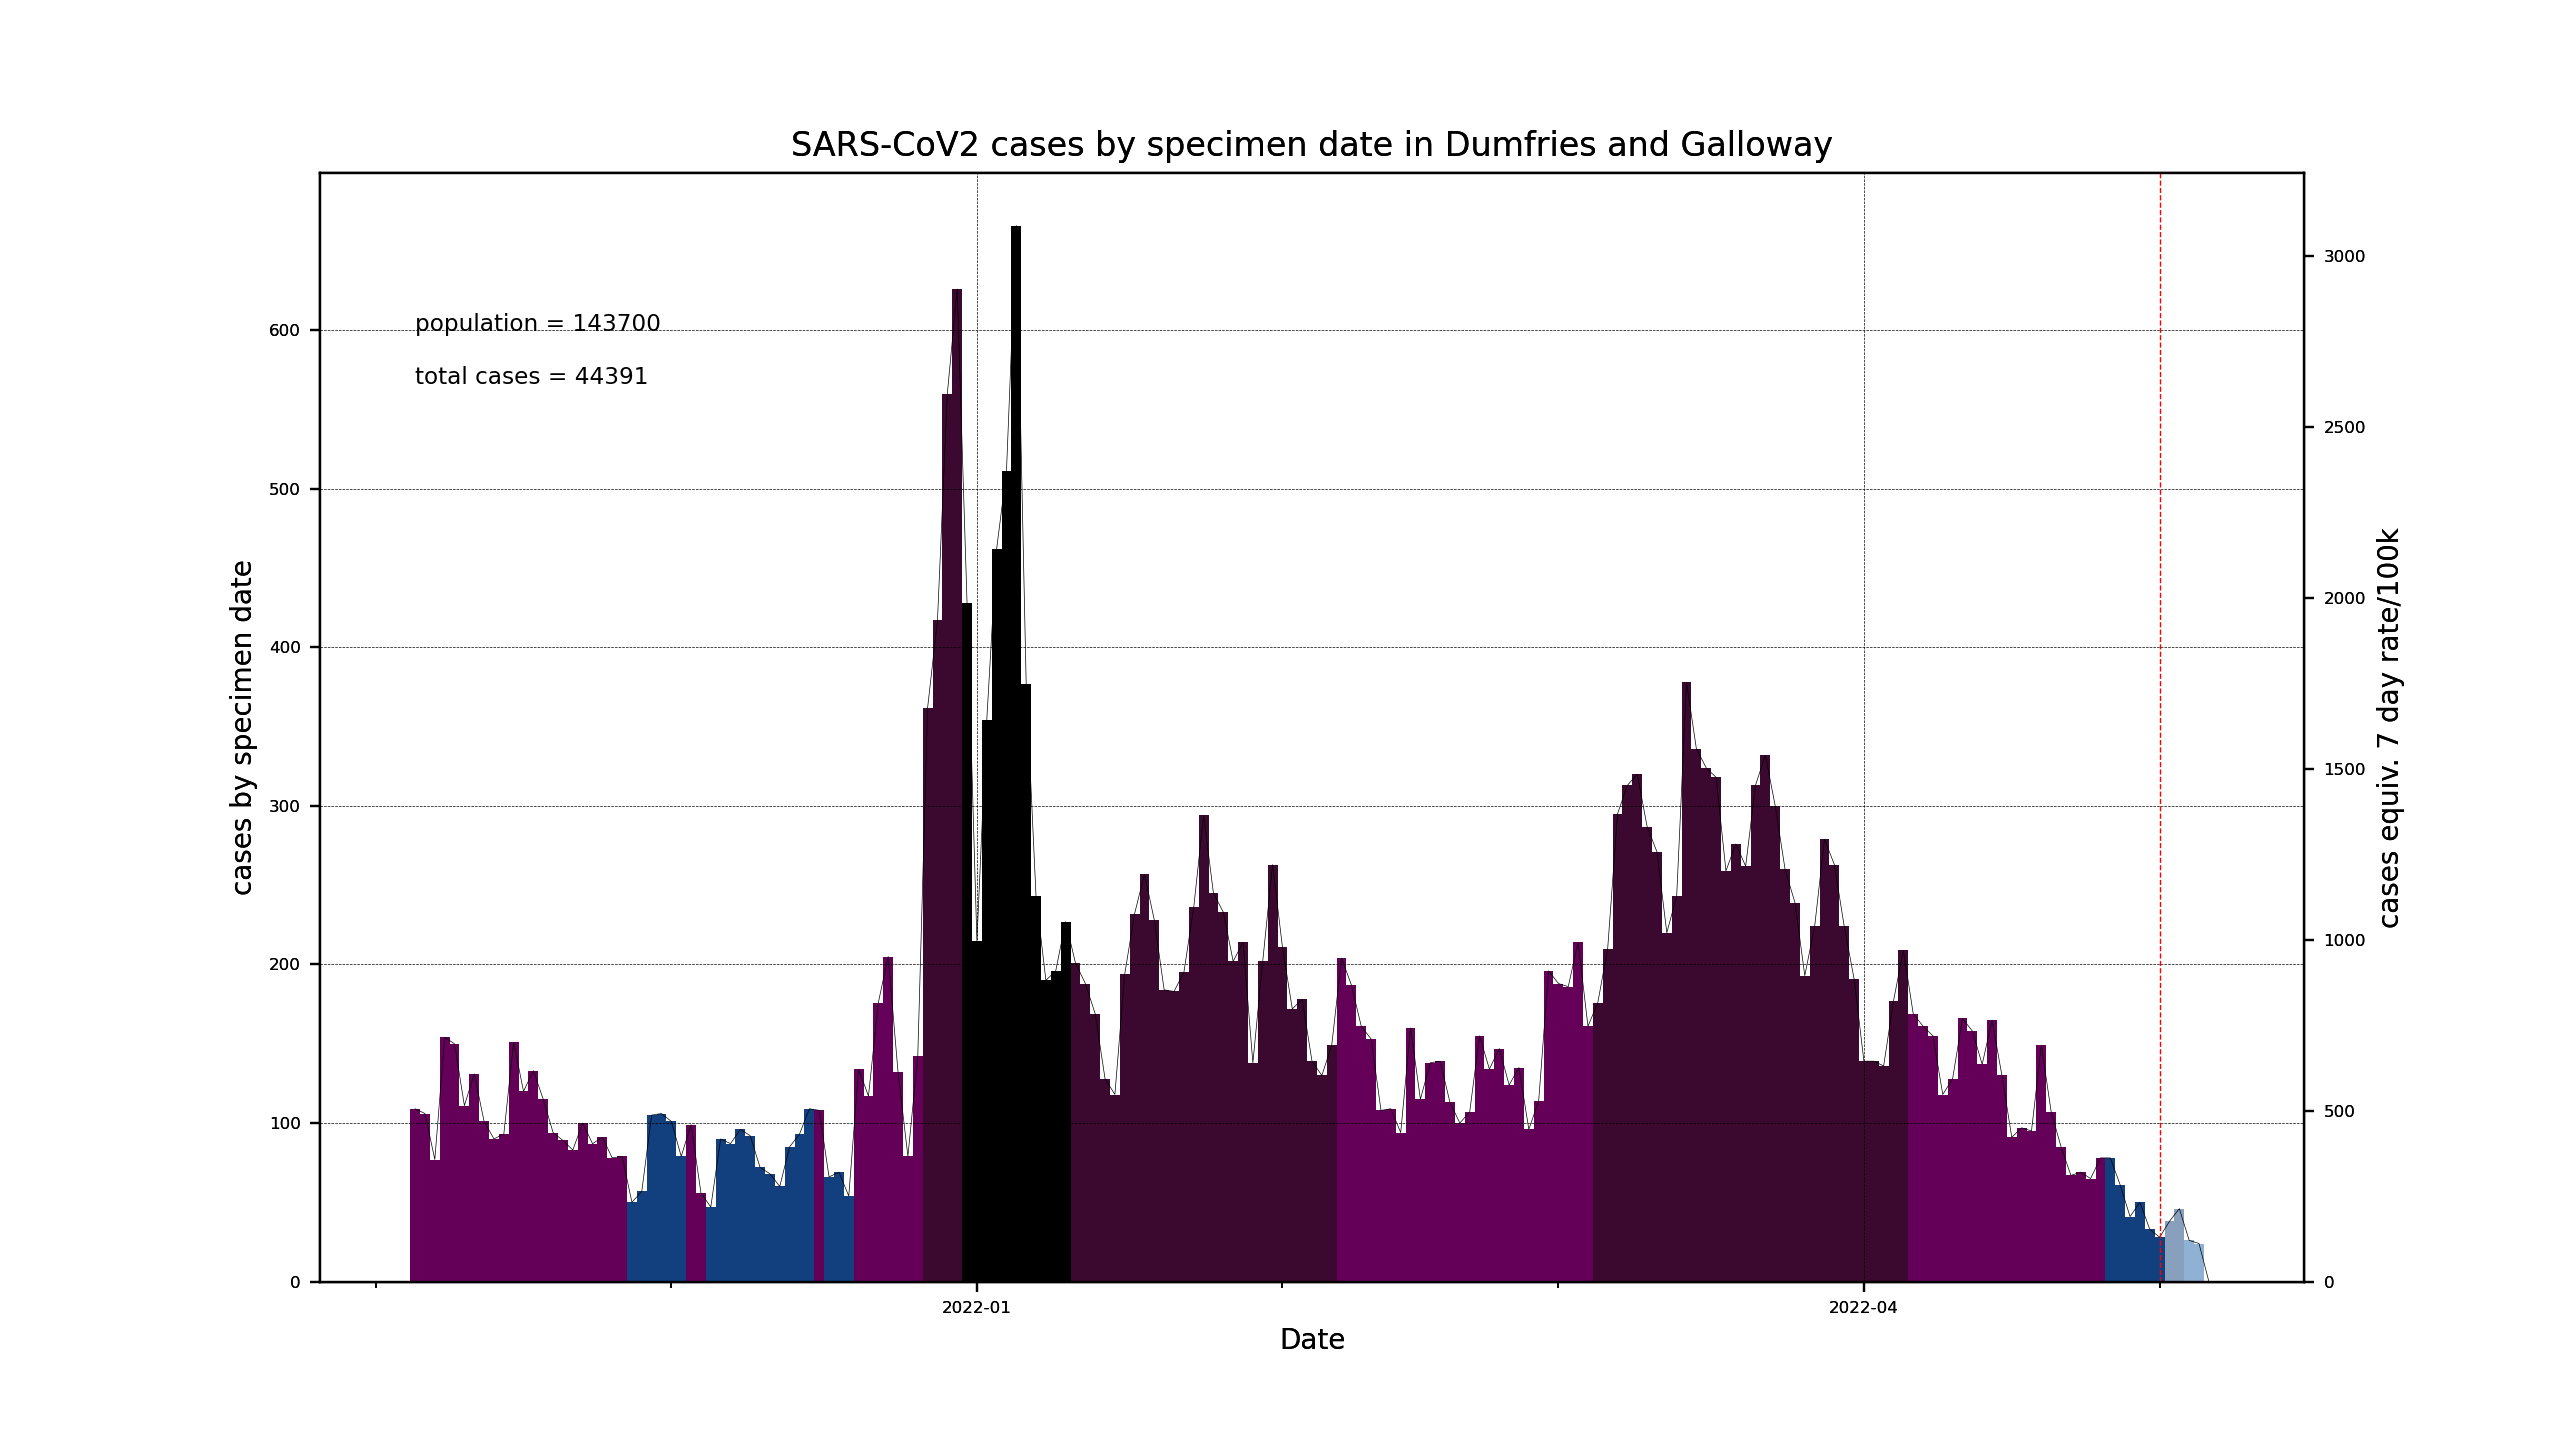 SARS-CoV2 cases by specimen date in Dumfries and Galloway
population = 143700
total cases = 44391
cases by specimen date
600
500
400
300
200
100
0
3000
2500
2000
1500
1000
500
0
cases equiv. 7 day rate/100k
2022-01
2022-04
Date